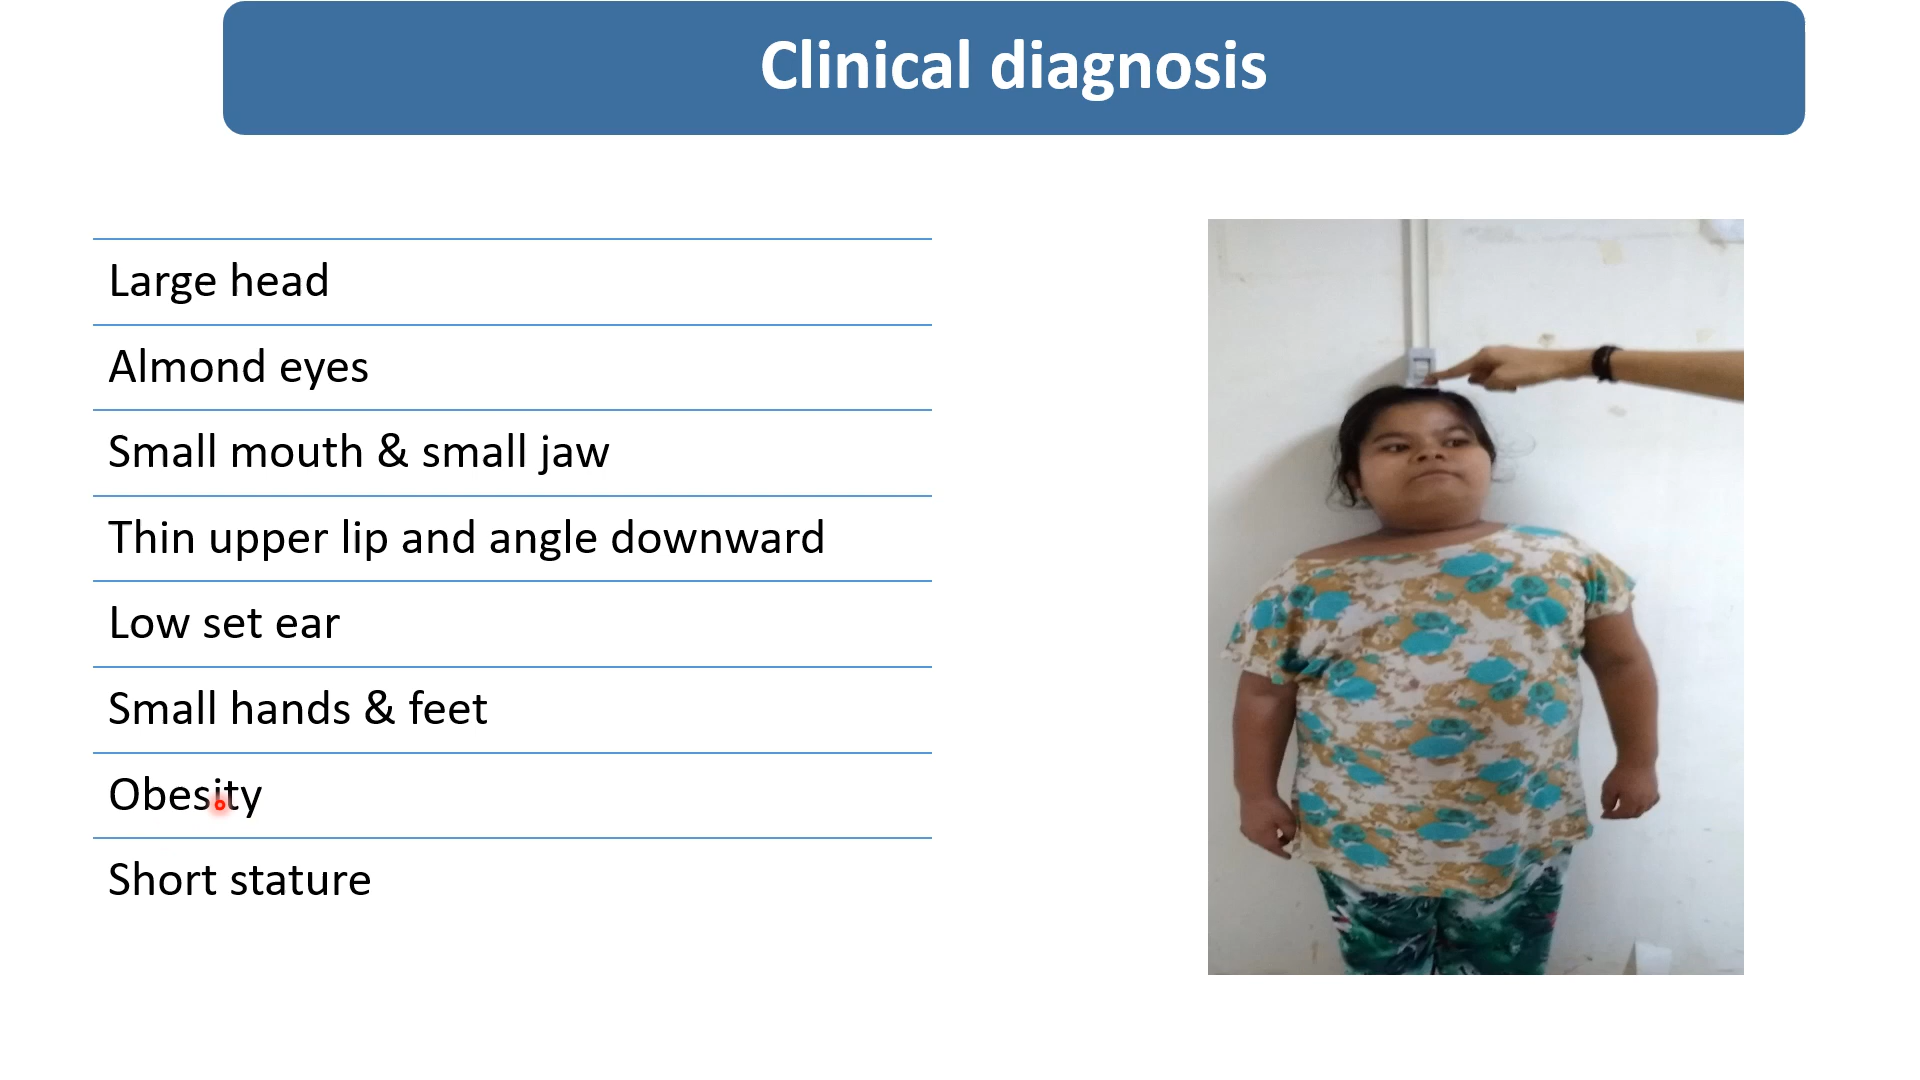 Clinical diagnosis
Large head
Almond eyes
Small mouth & small jaw
Thin upper lip and angle downward
Low set ear
Small hands & feet
Obesity
Short stature